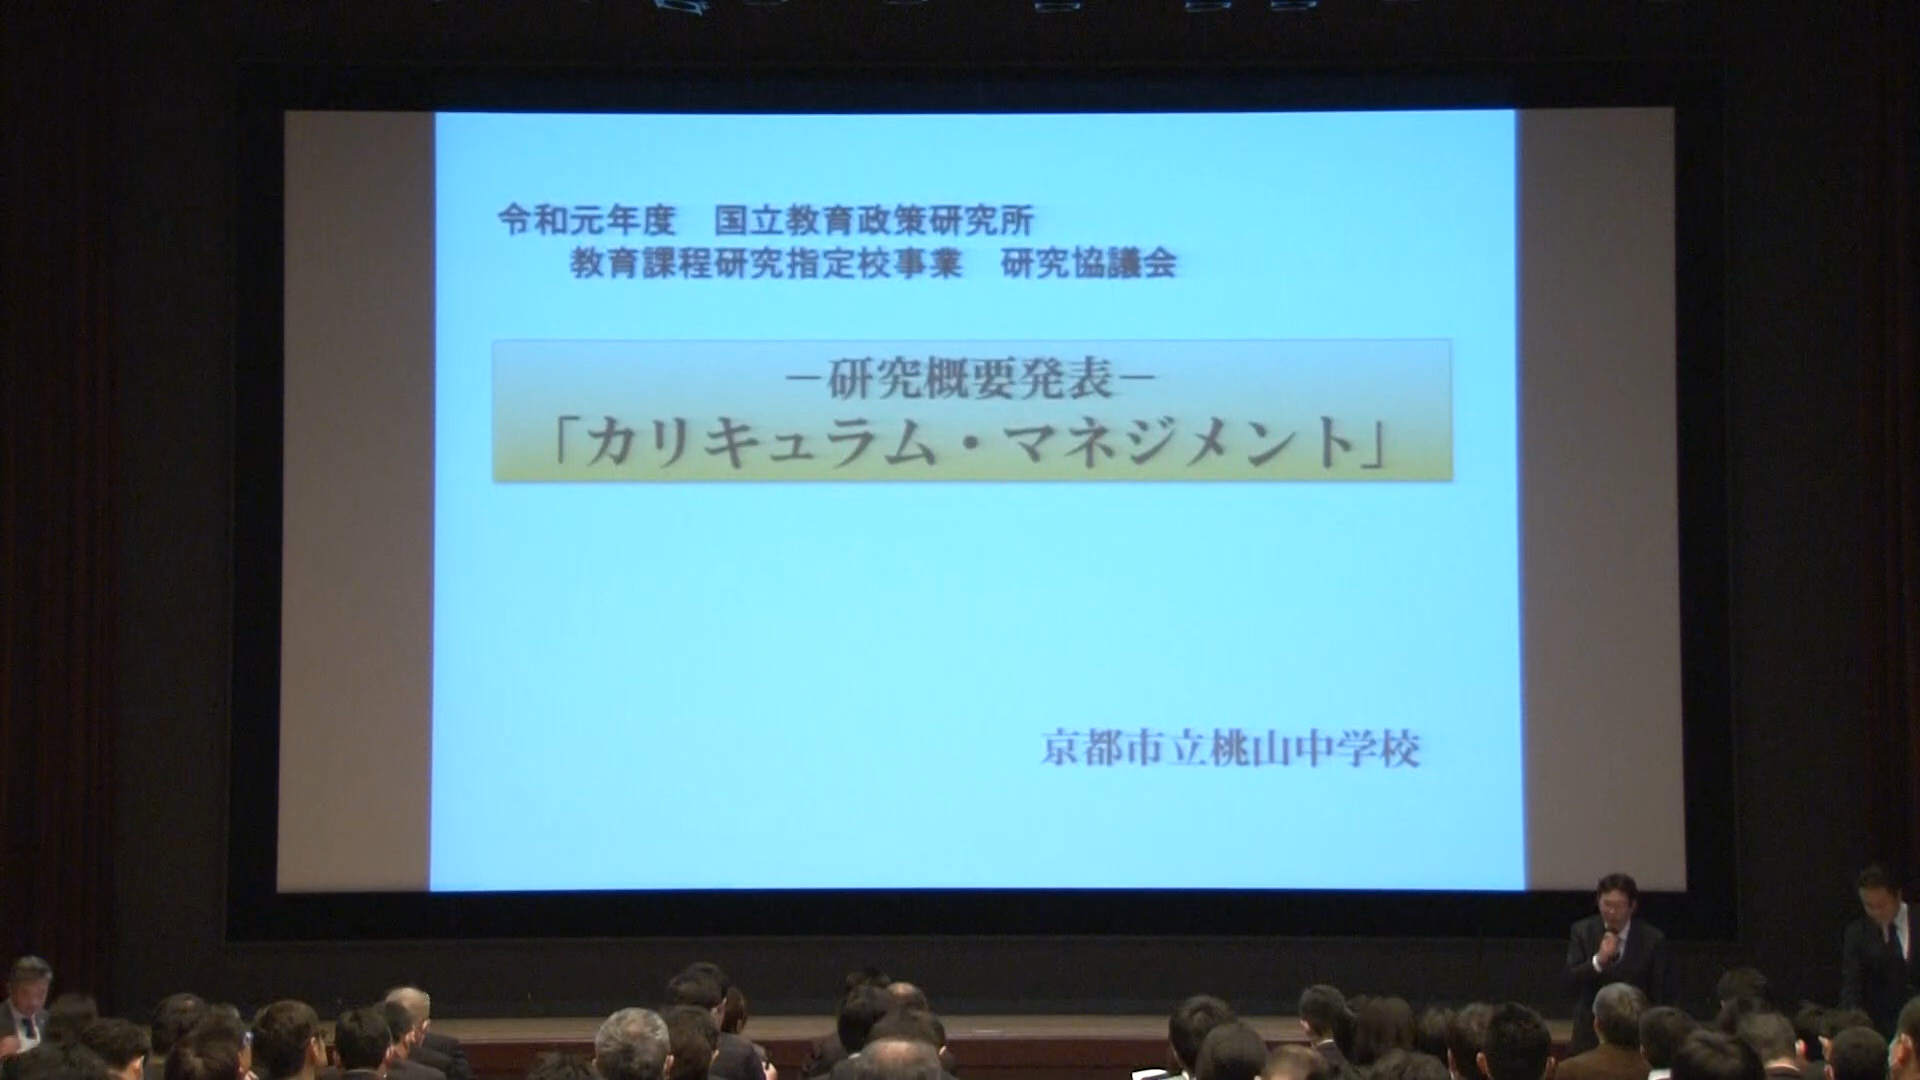 令和元年度　国立教育政策研究所
教育課程研究指定校事業　研究協議会
－研究概要発表－
「カリキュラム・マネジメント」
京都市立桃山中学校